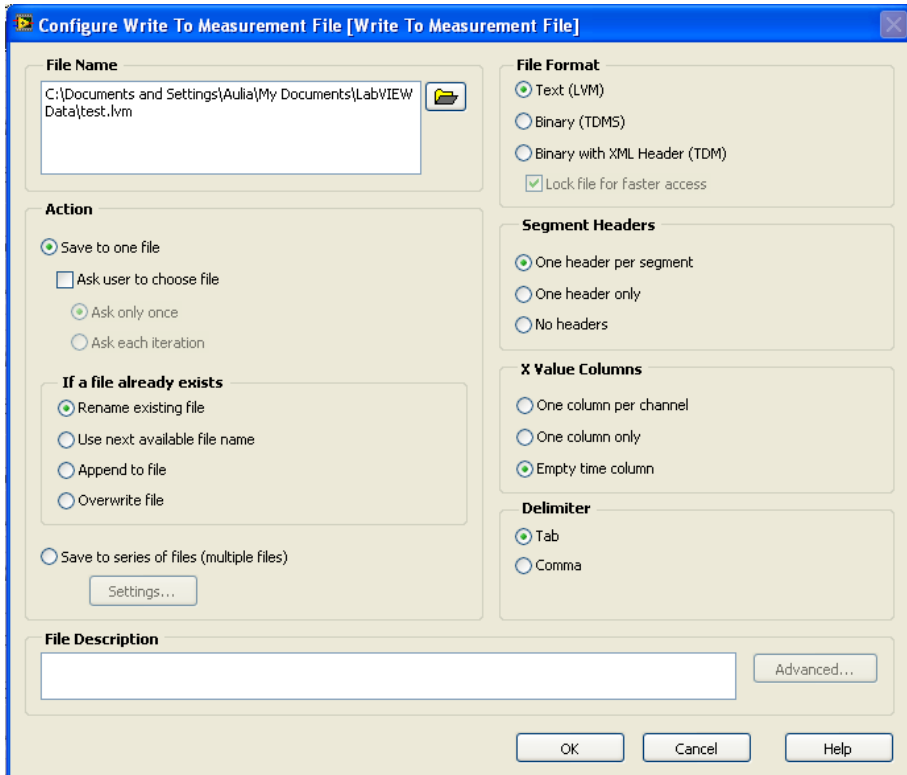 Configure Write To Measurement File [Write To Measurement File]
File Name
C:\Documents and Settings\Aulia\My Documents\LabVIEW
Data\test.lvm
Action
Save to one file
Ask user to choose file
Ask only once
Ask each iteration
If a file already exists
Rename existing file
Use next available file name
Append to file
Overwrite file
Save to series of files (multiple files)
Settings...
File Format
Text (LVM)
Binary (TDMS)
Binary with XML Header (TDM)
Lock file for faster access
Segment Headers
One header per segment
One header only
No headers
X Value Columns
One column per channel
One column only
Empty time column
Delimiter
Tab
Comma
File Description
Advanced...
OK
Cancel
Help